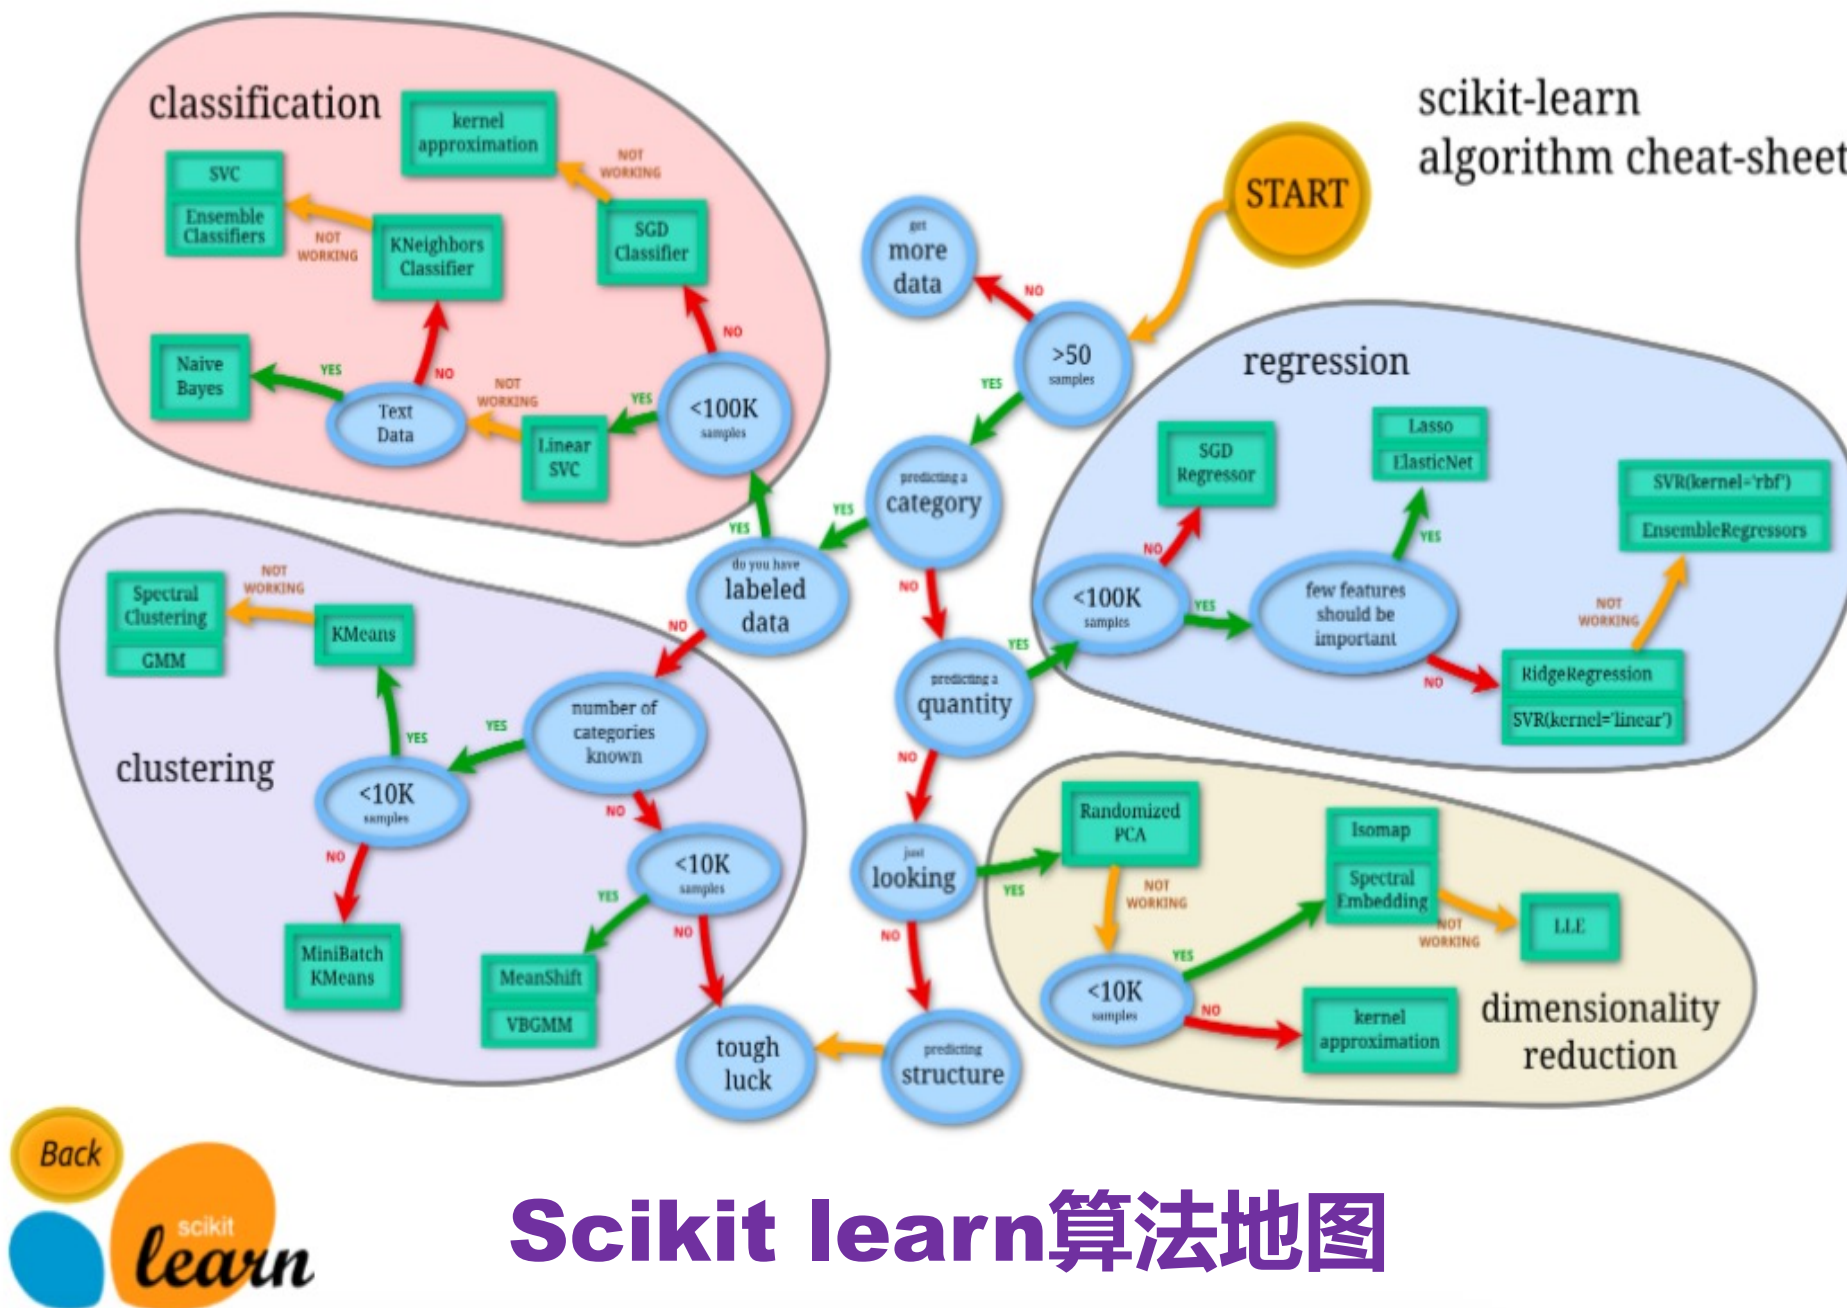 scikit-learn
algorithm cheat-sheet
START
get
more
data
NO
>50
samples
YES
predicting a
category
YES
NO
do you have
labeled
data
YES
NO
predicting a
quantity
YES
NO
just
looking
YES
NO
predicting
structure
tough
luck
classification
kernel
approximation
NOT
WORKING
SVC
Ensemble
Classifiers
NOT
WORKING
KNeighbors
Classifier
SGD
Classifier
NO
Naive
Bayes
YES
NO
Text
Data
NOT
WORKING
Linear
SVC
YES
<100K
samples
regression
SGD
Regressor
Lasso
ElasticNet
SVR(kernel='rbf')
EnsembleRegressors
NO
YES
<100K
samples
YES
few features
should be
important
NOT
WORKING
NO
RidgeRegression
SVR(kernel='linear')
clustering
Spectral
Clustering
GMM
NOT
WORKING
KMeans
number of
categories
known
YES
YES
<10K
samples
NO
NO
<10K
samples
YES
NO
MiniBatch
KMeans
MeanShift
VBGMM
Randomized
PCA
NOT
WORKING
Isomap
Spectral
Embedding
NOT
WORKING
LLE
YES
<10K
samples
NO
kernel
approximation
dimensionality
reduction
Back
scikit
learn
Scikit learn算法地图